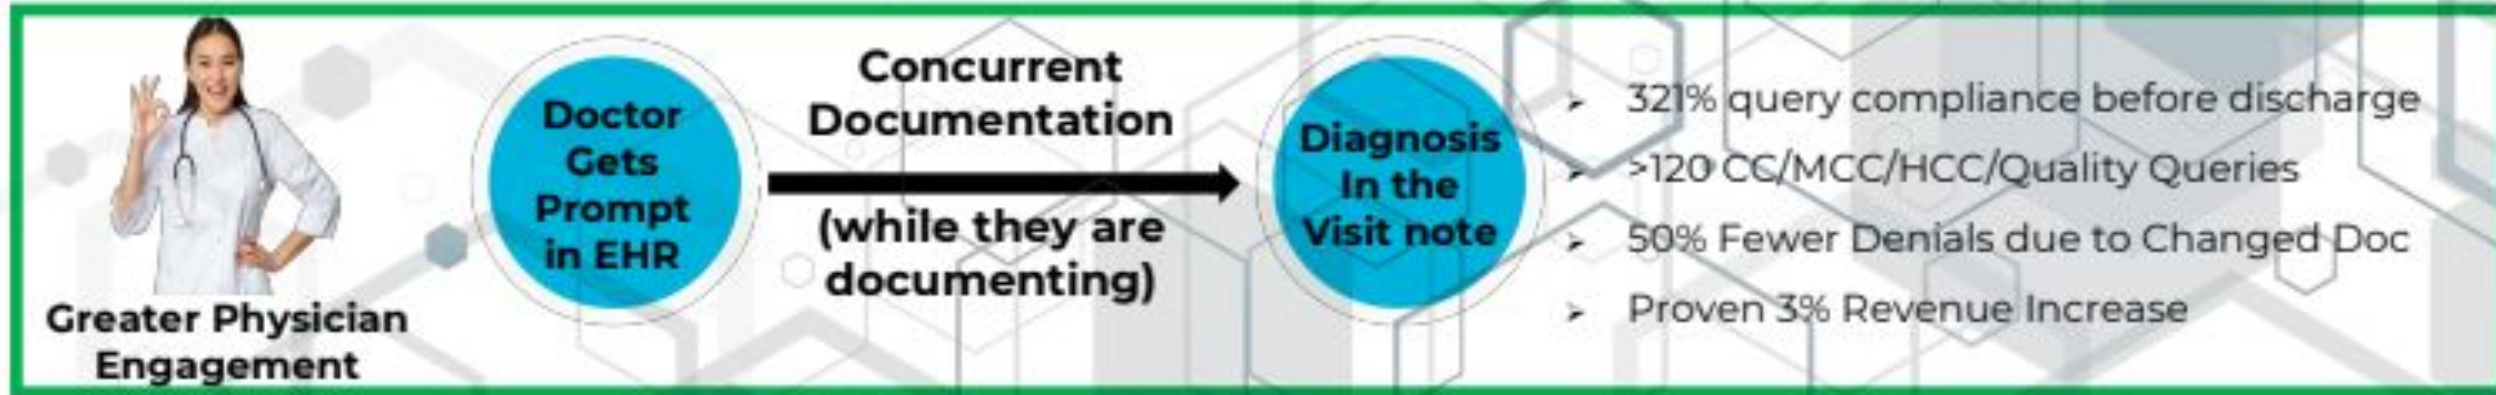 Greater Physician
Engagement
Doctor
Gets
Prompt
in EHR
Concurrent
Documentation
(while they are
documenting)
Diagnosis
In the
Visit note
➢ 321% query compliance before discharge
➢ >120 CC/MCC/HCC/Quality Queries
➢ 50% Fewer Denials due to Changed Doc
➢ Proven 3% Revenue Increase